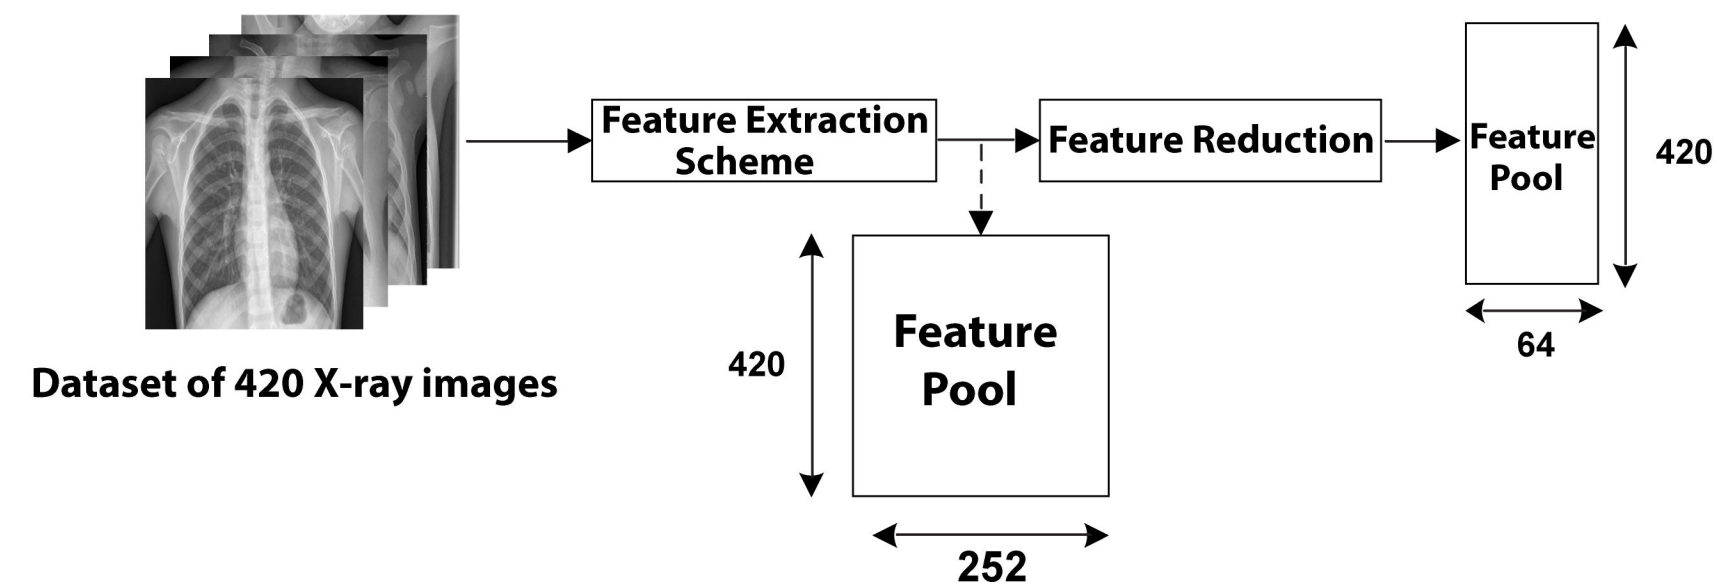 Dataset of 420 X-ray images
Feature Extraction
Scheme
Feature Reduction
Feature
Pool
420
64
Feature
Pool
420
252